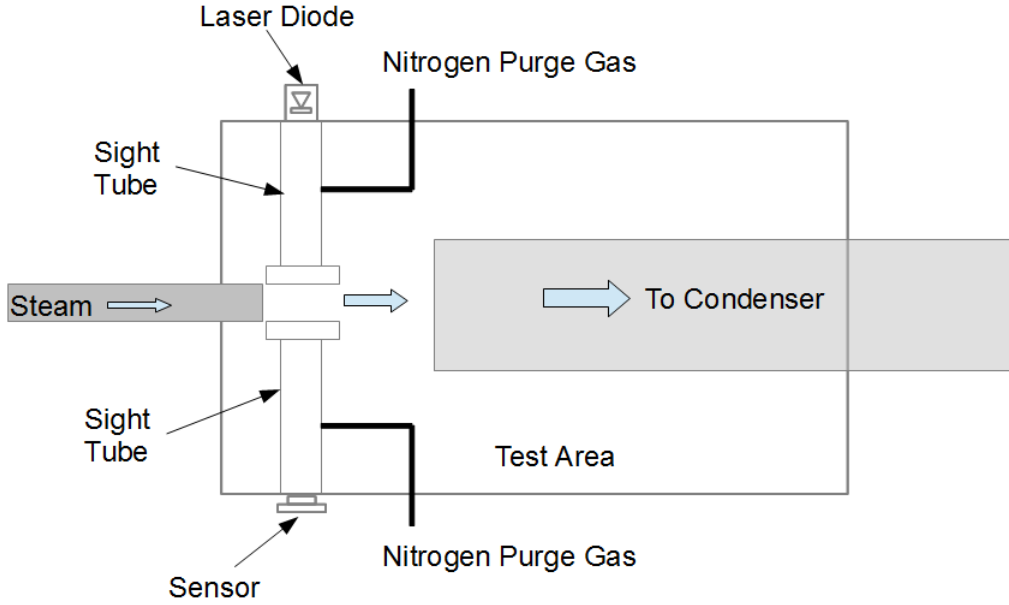 Laser Diode
Nitrogen Purge Gas
Sight
Tube
Steam
To Condenser
Sight
Tube
Test Area
Nitrogen Purge Gas
Sensor